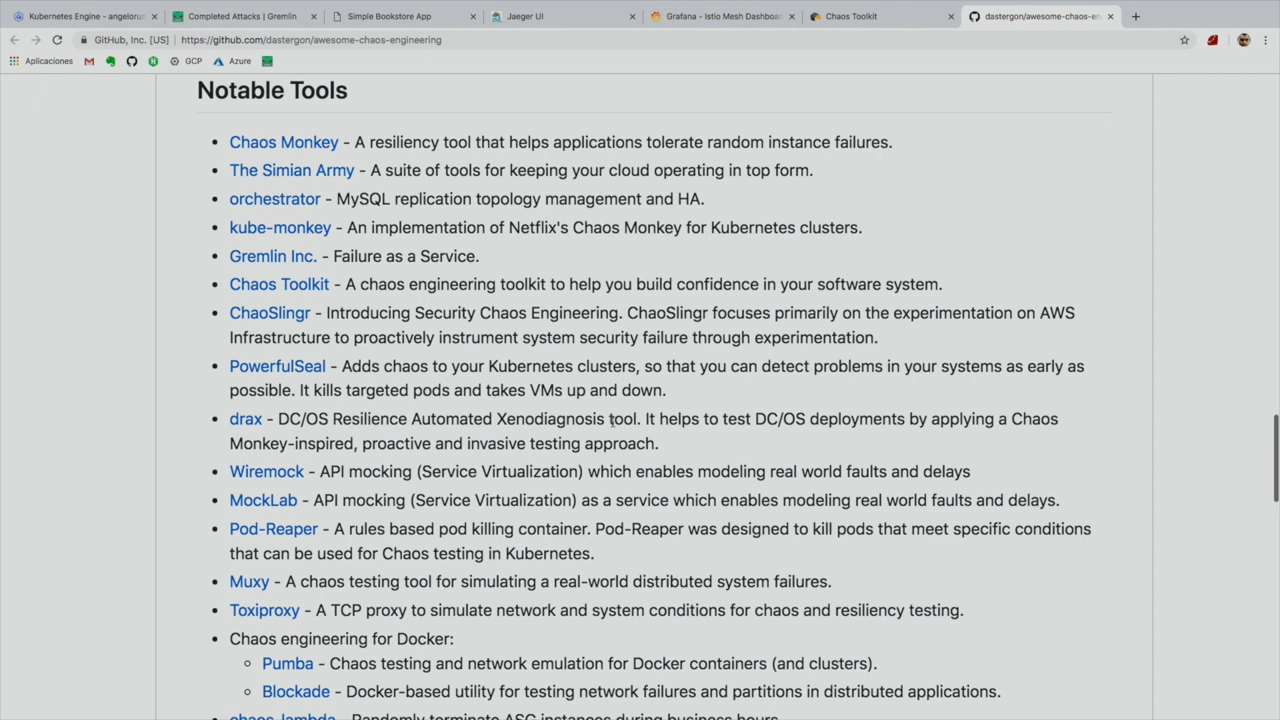 Kubernetes Engine - angelorun
Completed Attacks | Gremlin
Simple Bookstore App
Jaeger UI
Grafana - Istio Mesh Dashboa
Chaos Toolkit
dastergon/awesome-chaos-en
GitHub, Inc. [US] | https://github.com/dastergon/awesome-chaos-engineering
Aplicaciones GCP Azure
Notable Tools
Chaos Monkey - A resiliency tool that helps applications tolerate random instance failures.
The Simian Army - A suite of tools for keeping your cloud operating in top form.
orchestrator - MySQL replication topology management and HA.
kube-monkey - An implementation of Netflix's Chaos Monkey for Kubernetes clusters.
Gremlin Inc. - Failure as a Service.
Chaos Toolkit - A chaos engineering toolkit to help you build confidence in your software system.
ChaoSlingr - Introducing Security Chaos Engineering. ChaoSlingr focuses primarily on the experimentation on AWS
Infrastructure to proactively instrument system security failure through experimentation.
PowerfulSeal - Adds chaos to your Kubernetes clusters, so that you can detect problems in your systems as early as
possible. It kills targeted pods and takes VMs up and down.
drax - DC/OS Resilience Automated Xenodiagnosis tool. It helps to test DC/OS deployments by applying a Chaos
Monkey-inspired, proactive and invasive testing approach.
Wiremock - API mocking (Service Virtualization) which enables modeling real world faults and delays
MockLab - API mocking (Service Virtualization) as a service which enables modeling real world faults and delays.
Pod-Reaper - A rules based pod killing container. Pod-Reaper was designed to kill pods that meet specific conditions
that can be used for Chaos testing in Kubernetes.
Muxy - A chaos testing tool for simulating a real-world distributed system failures.
Toxiproxy - A TCP proxy to simulate network and system conditions for chaos and resiliency testing.
Chaos engineering for Docker:
Pumba - Chaos testing and network emulation for Docker containers (and clusters).
Blockade - Docker-based utility for testing network failures and partitions in distributed applications.
chaos-lambda - Randomly terminate ASG instances during business hours.